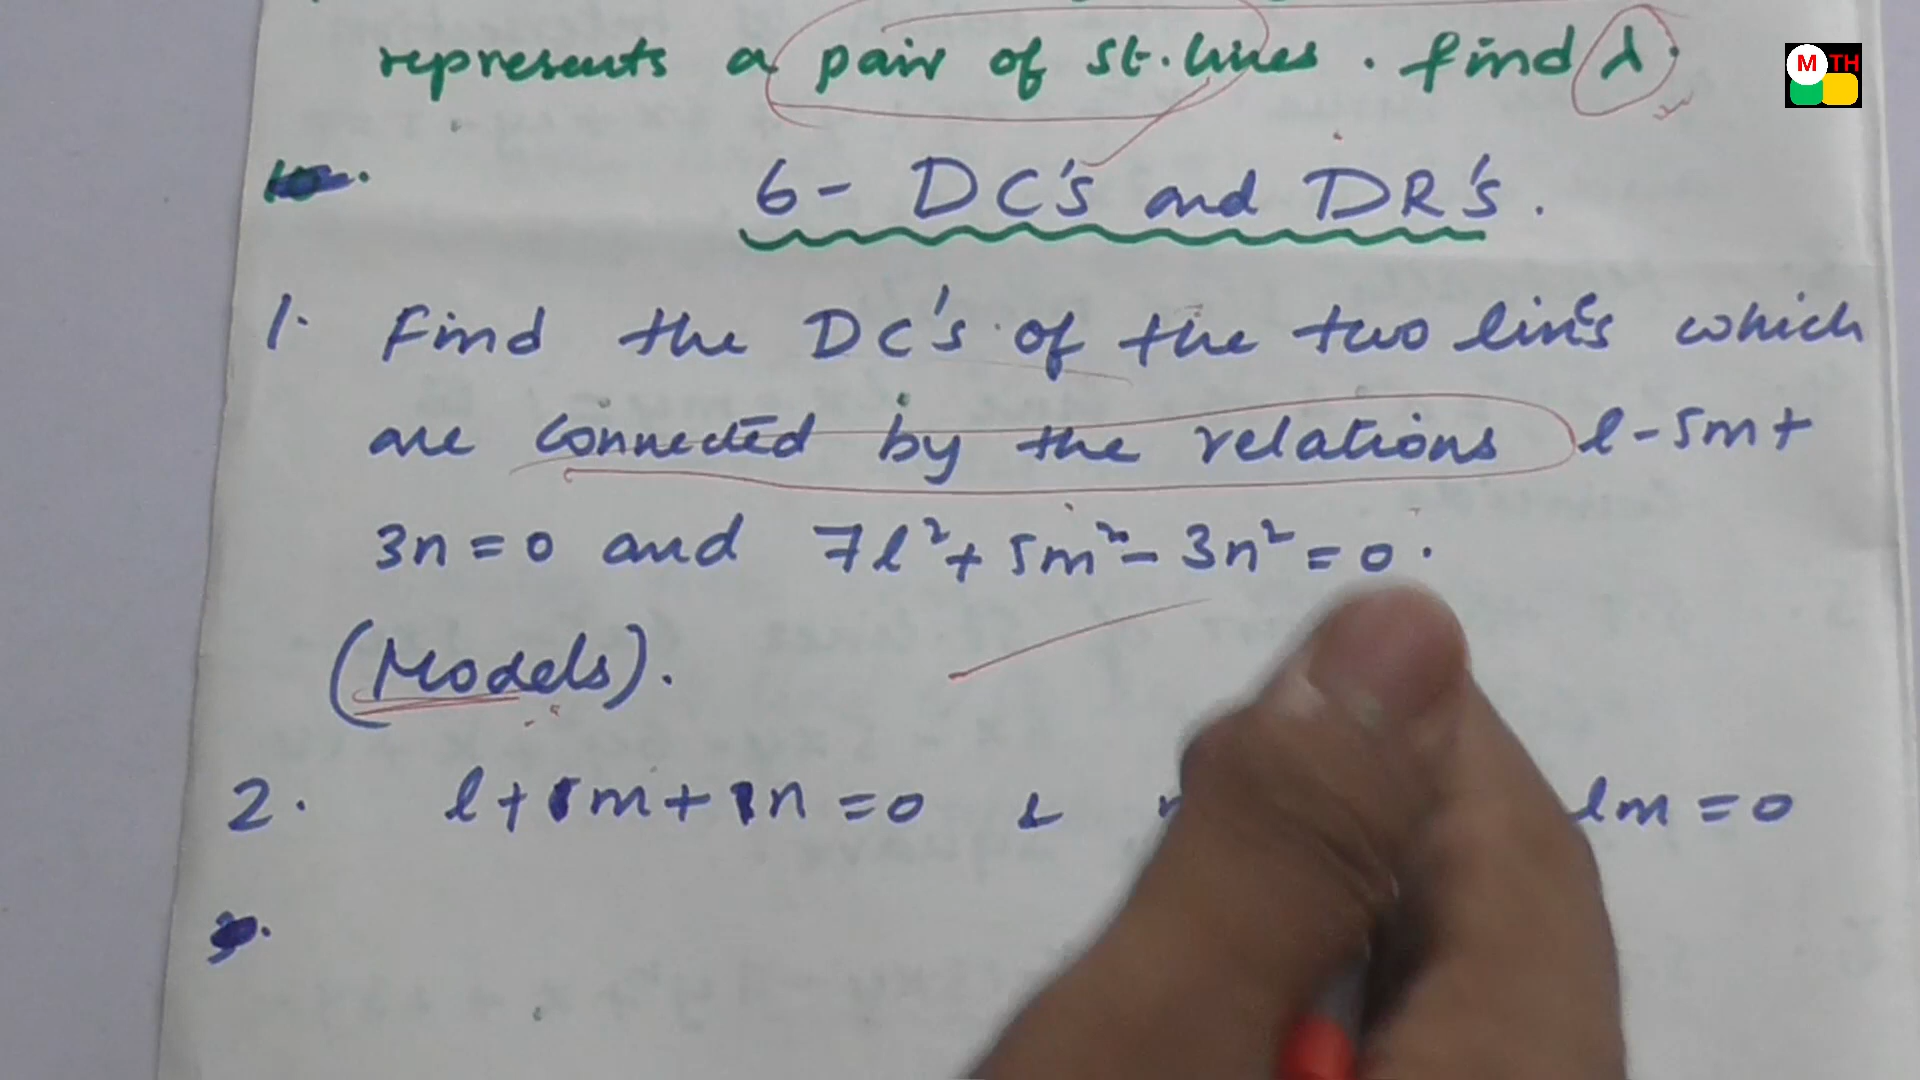 represents a pair of st. lines. find λ.
MTH
6- DC's and DR's.
1. Find the DC's of the two lines which
are connected by the relations l-5m+
3n=0 and 7l²+5m²-3n²=0.
(Models).
2. l+m+n=0 & lm=0